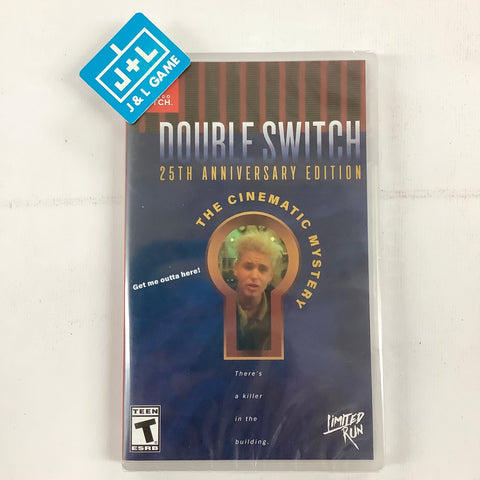 J+L
J & L GAME
TCH.
DOUBLE SWITCH
25TH ANNIVERSARY EDITION
THE CINEMATIC MYSTERY
Get me outta here!
There's
a killer
in the
building.
TEEN
T
ESRB
LIMITED
RUN